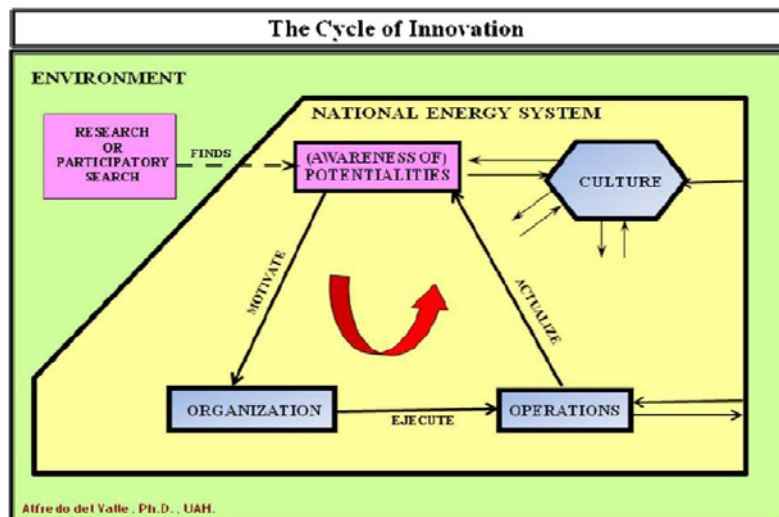 The Cycle of Innovation
ENVIRONMENT
NATIONAL ENERGY SYSTEM
RESEARCH
OR
PARTICIPATORY
SEARCH
FINDS
(AWARENESS OF)
POTENTIALITIES
CULTURE
MOTIVATE
ACTUALIZE
ORGANIZATION
EJECUTE
OPERATIONS
Alfredo del Valle, Ph.D., UAH.